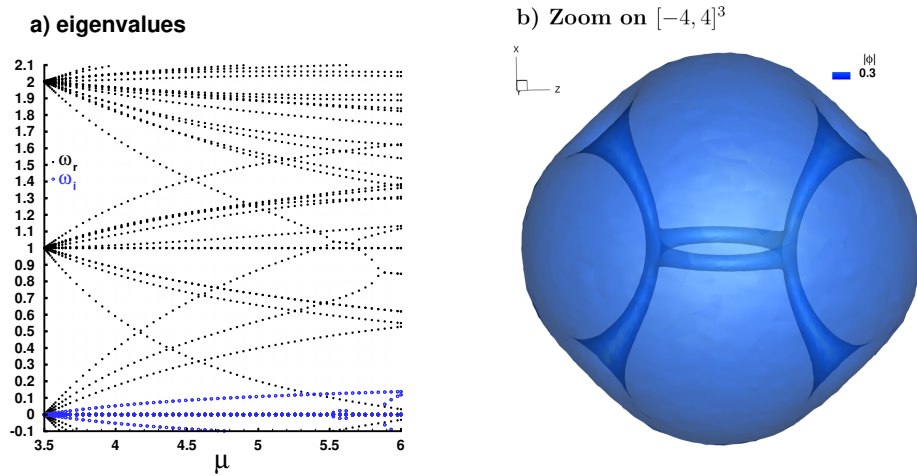 a) eigenvalues
2.1
2
1.9
1.8
1.7
1.6
1.5
1.4
1.3
1.2
1.1
1
0.9
0.8
0.7
0.6
0.5
0.4
0.3
0.2
0.1
0
-0.1
ω_r
ω_i
3.5 4 4.5 5 5.5 6
μ
b) Zoom on [−4, 4]³
X
Y
Z
|ϕ|
0.3